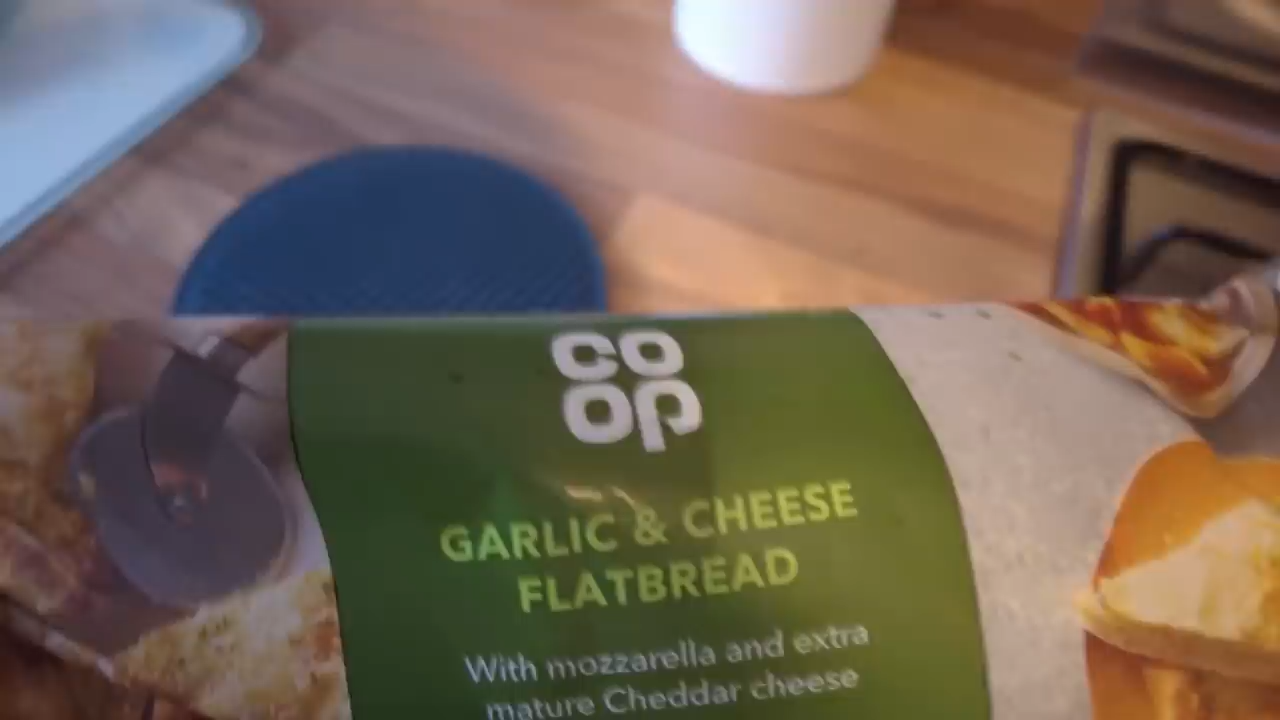 CO
OP
GARLIC & CHEESE
FLATBREAD
With mozzarella and extra
mature Cheddar cheese